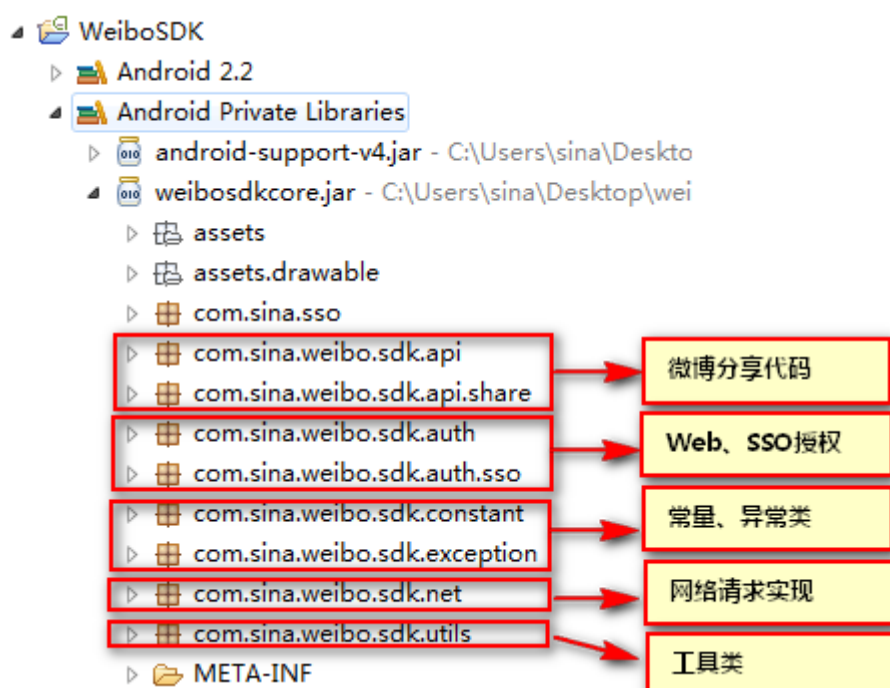 WeiboSDK
Android 2.2
Android Private Libraries
android-support-v4.jar - C:\Users\sina\Deskto
weibosdkcore.jar - C:\Users\sina\Desktop\wei
assets
assets.drawable
com.sina.sso
com.sina.weibo.sdk.api
com.sina.weibo.sdk.api.share
微博分享代码
com.sina.weibo.sdk.auth
com.sina.weibo.sdk.auth.sso
Web、SSO授权
com.sina.weibo.sdk.constant
com.sina.weibo.sdk.exception
常量、异常类
com.sina.weibo.sdk.net
网络请求实现
com.sina.weibo.sdk.utils
工具类
META-INF